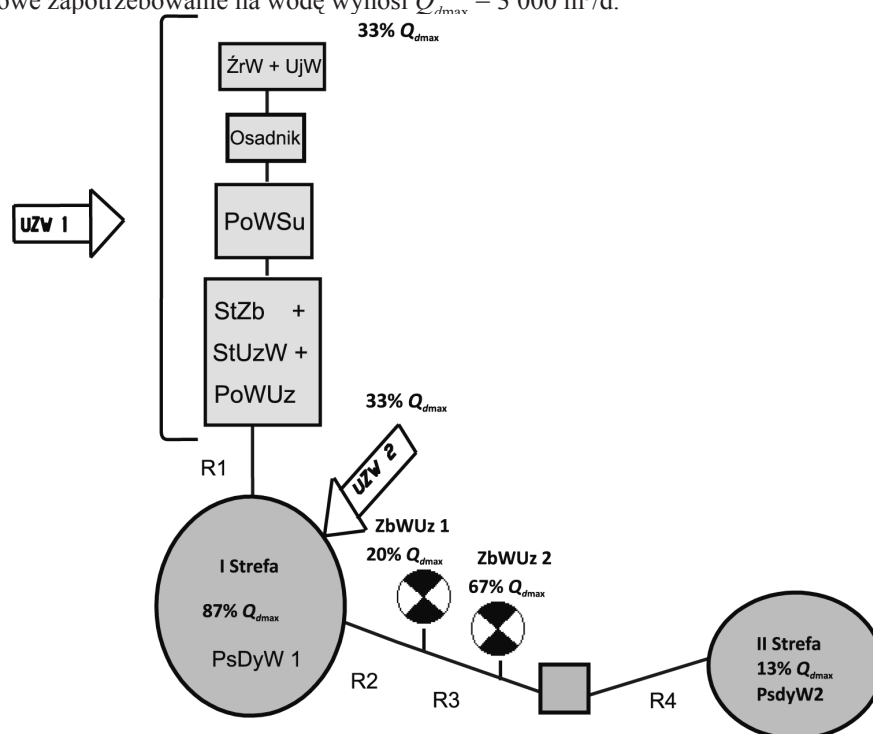 owe zapotrzebowanie na wodę wynosi Qdmax = 5 000 m³/d.
33% Qdmax
ŹrW + UjW
Osadnik
PoWSu
UZW 1
StZb +
StUzW +
PoWUz
33% Qdmax
R1
UZW 2
ZbWUz 1
20% Qdmax
ZbWUz 2
67% Qdmax
I Strefa
87% Qdmax
PsDyW 1
R2
R3
R4
II Strefa
13% Qdmax
PsdyW2